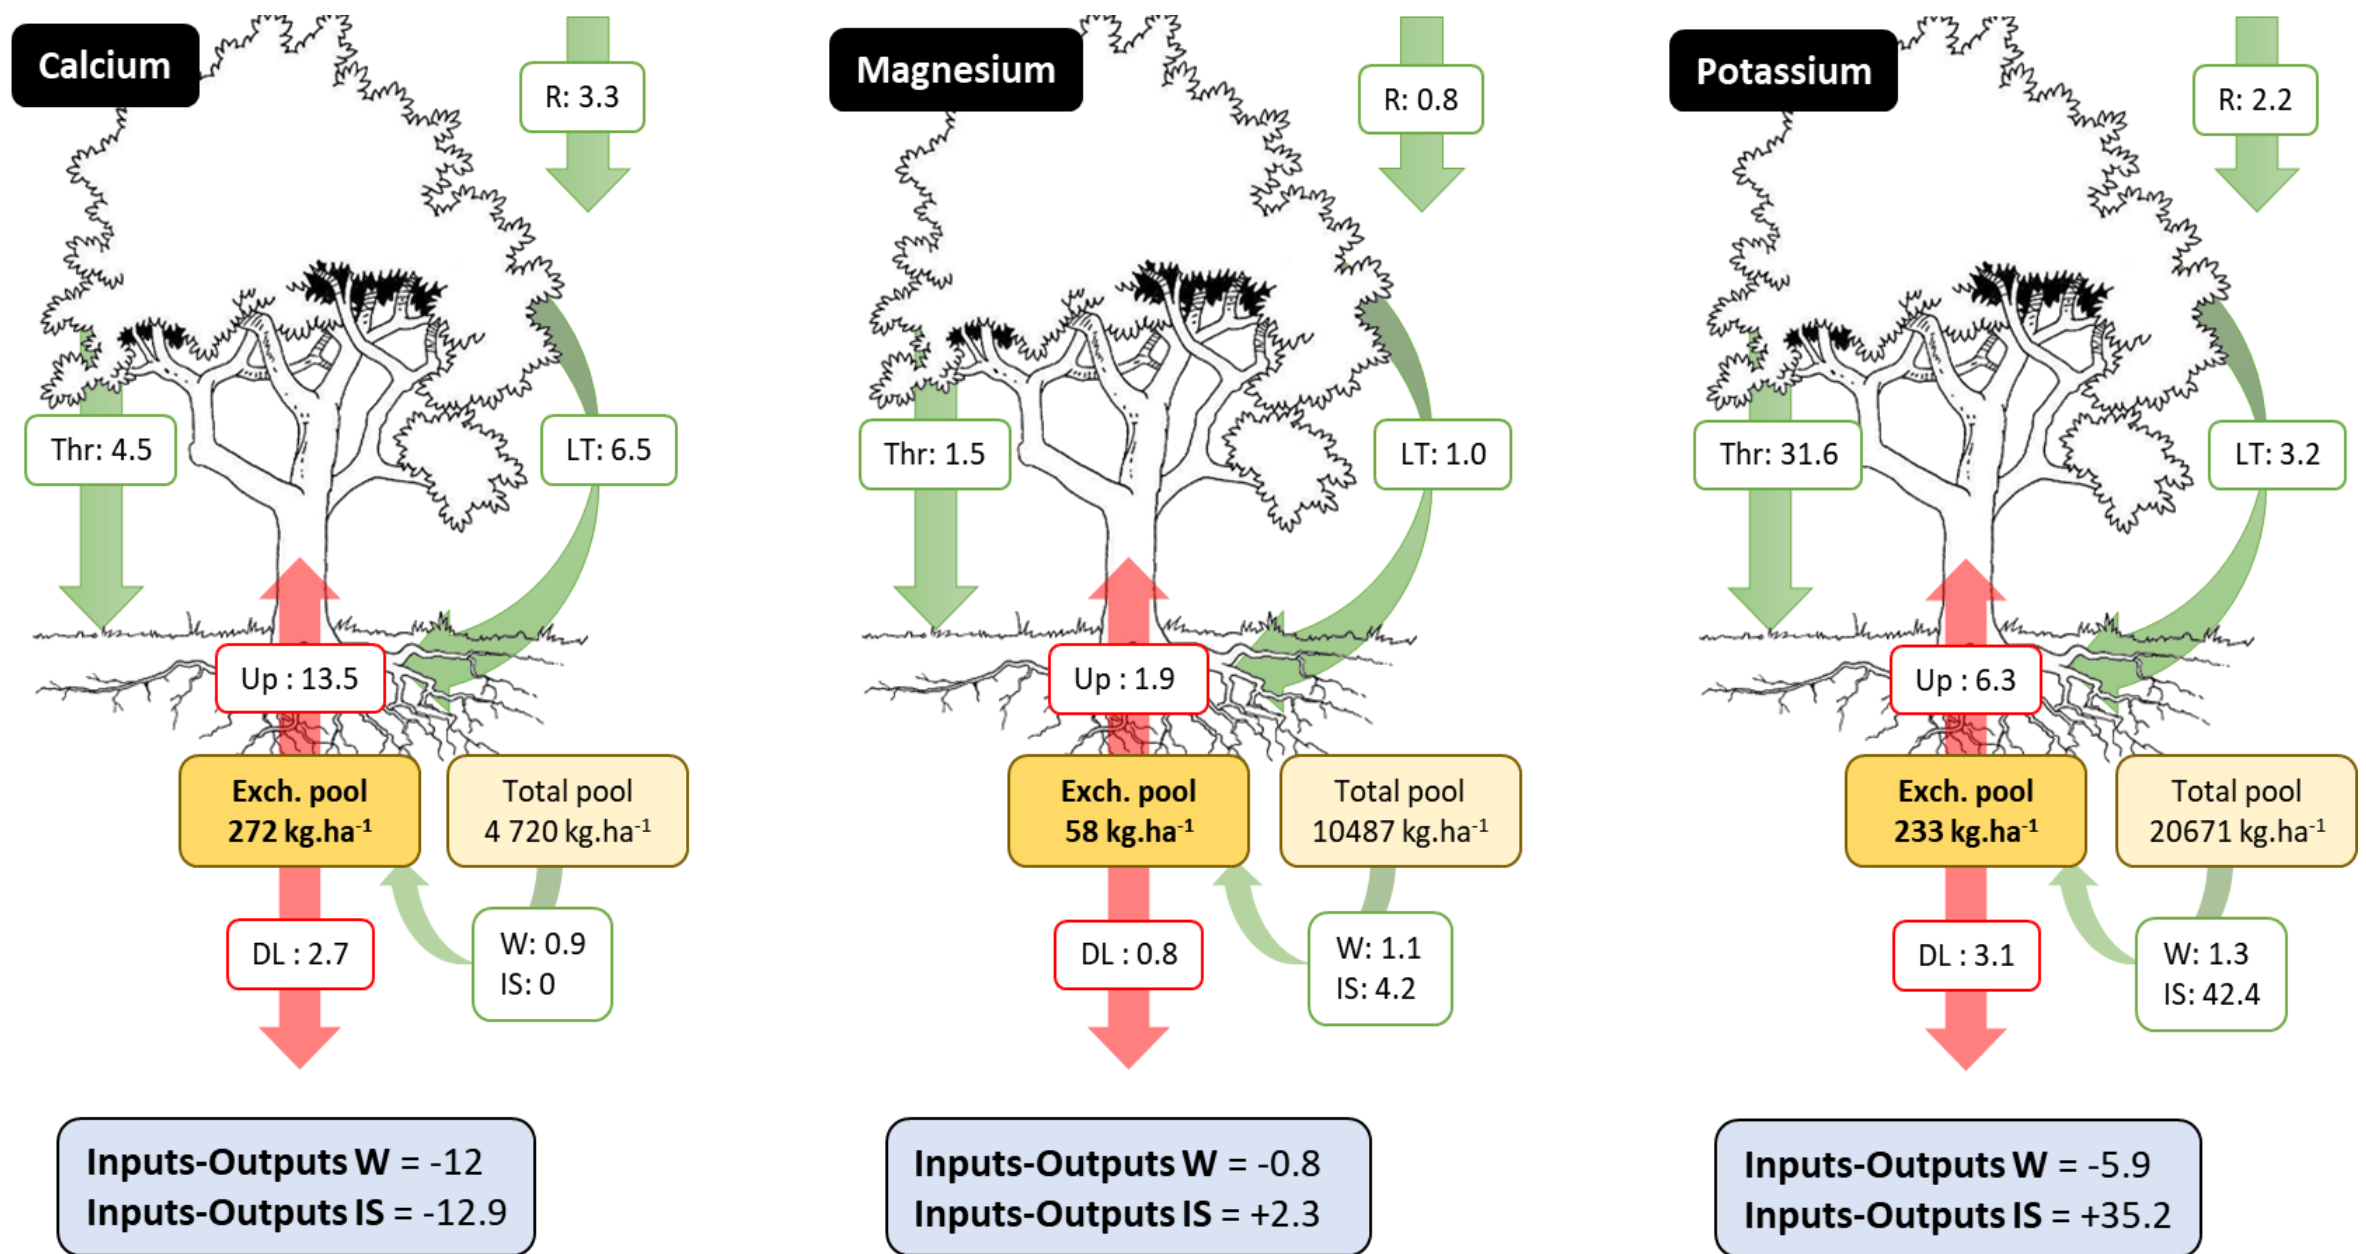 Calcium
R: 3.3
Thr: 4.5
LT: 6.5
Up : 13.5
Exch. pool
272 kg.ha⁻¹
Total pool
4 720 kg.ha⁻¹
DL : 2.7
W: 0.9
IS: 0
Inputs-Outputs W = -12
Inputs-Outputs IS = -12.9
Magnesium
R: 0.8
Thr: 1.5
LT: 1.0
Up : 1.9
Exch. pool
58 kg.ha⁻¹
Total pool
10487 kg.ha⁻¹
DL : 0.8
W: 1.1
IS: 4.2
Inputs-Outputs W = -0.8
Inputs-Outputs IS = +2.3
Potassium
R: 2.2
Thr: 31.6
LT: 3.2
Up : 6.3
Exch. pool
233 kg.ha⁻¹
Total pool
20671 kg.ha⁻¹
DL : 3.1
W: 1.3
IS: 42.4
Inputs-Outputs W = -5.9
Inputs-Outputs IS = +35.2